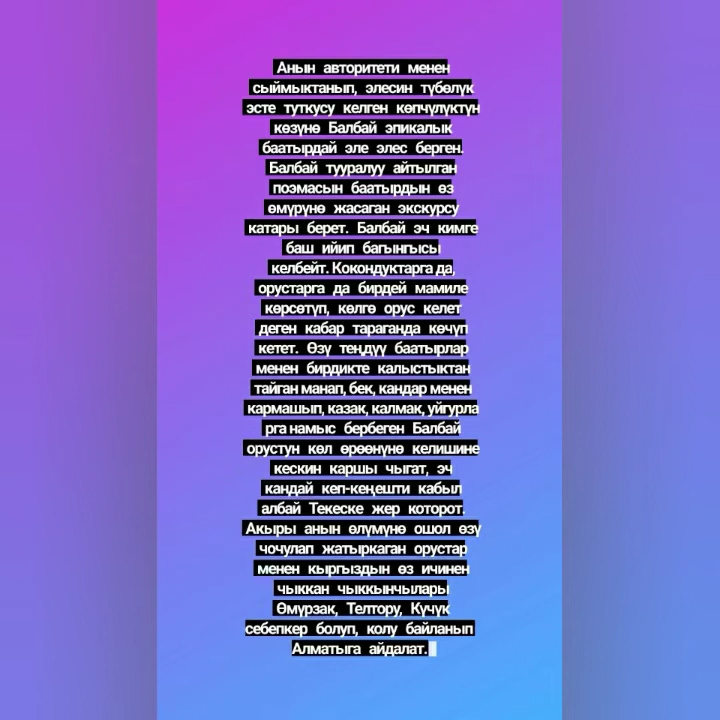 Анын авторитети менен
сыймыктанып, элесин түбөлүк
эсте туткусу келген көпчүлүктүн
көзүнө Балбай эпикалык
баатырдай эле элес берген.
Балбай тууралуу айтылган
поэмасын баатырдын өз
өмүрүнө жасаган экскурсу
катары берет. Балбай эч кимге
баш ийип багынгысы
келбейт. Кокондуктарга да,
орустарга да бирдей мамиле
көрсөтүп, көлгө орус келет
деген кабар тараганда көчүп
кетет. Өзү теңдүү баатырлар
менен бирдикте калыстыктан
тайган манап, бек, кандар менен
кармашып, казак, калмак, уйгурла
рга намыс бербеген Балбай
орустун көл өрөөнүнө келишине
кескин каршы чыгат, эч
кандай кеп-кеңешти кабыл
албай Текеске жер которот.
Акыры анын өлүмүнө ошол өзү
чочулап жатыркаган орустар
менен кыргыздын өз ичинен
чыккан чыккынчылары
Өмүрзак, Телтору, Күчүк
себепкер болуп, колу байланып
Алматыга айдалат.